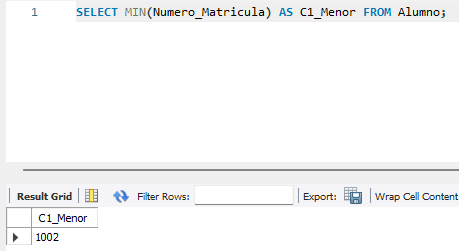 1 SELECT MIN(Numero_Matricula) AS C1_Menor FROM Alumno;
Result Grid Filter Rows: Export: Wrap Cell Content
C1_Menor
1002